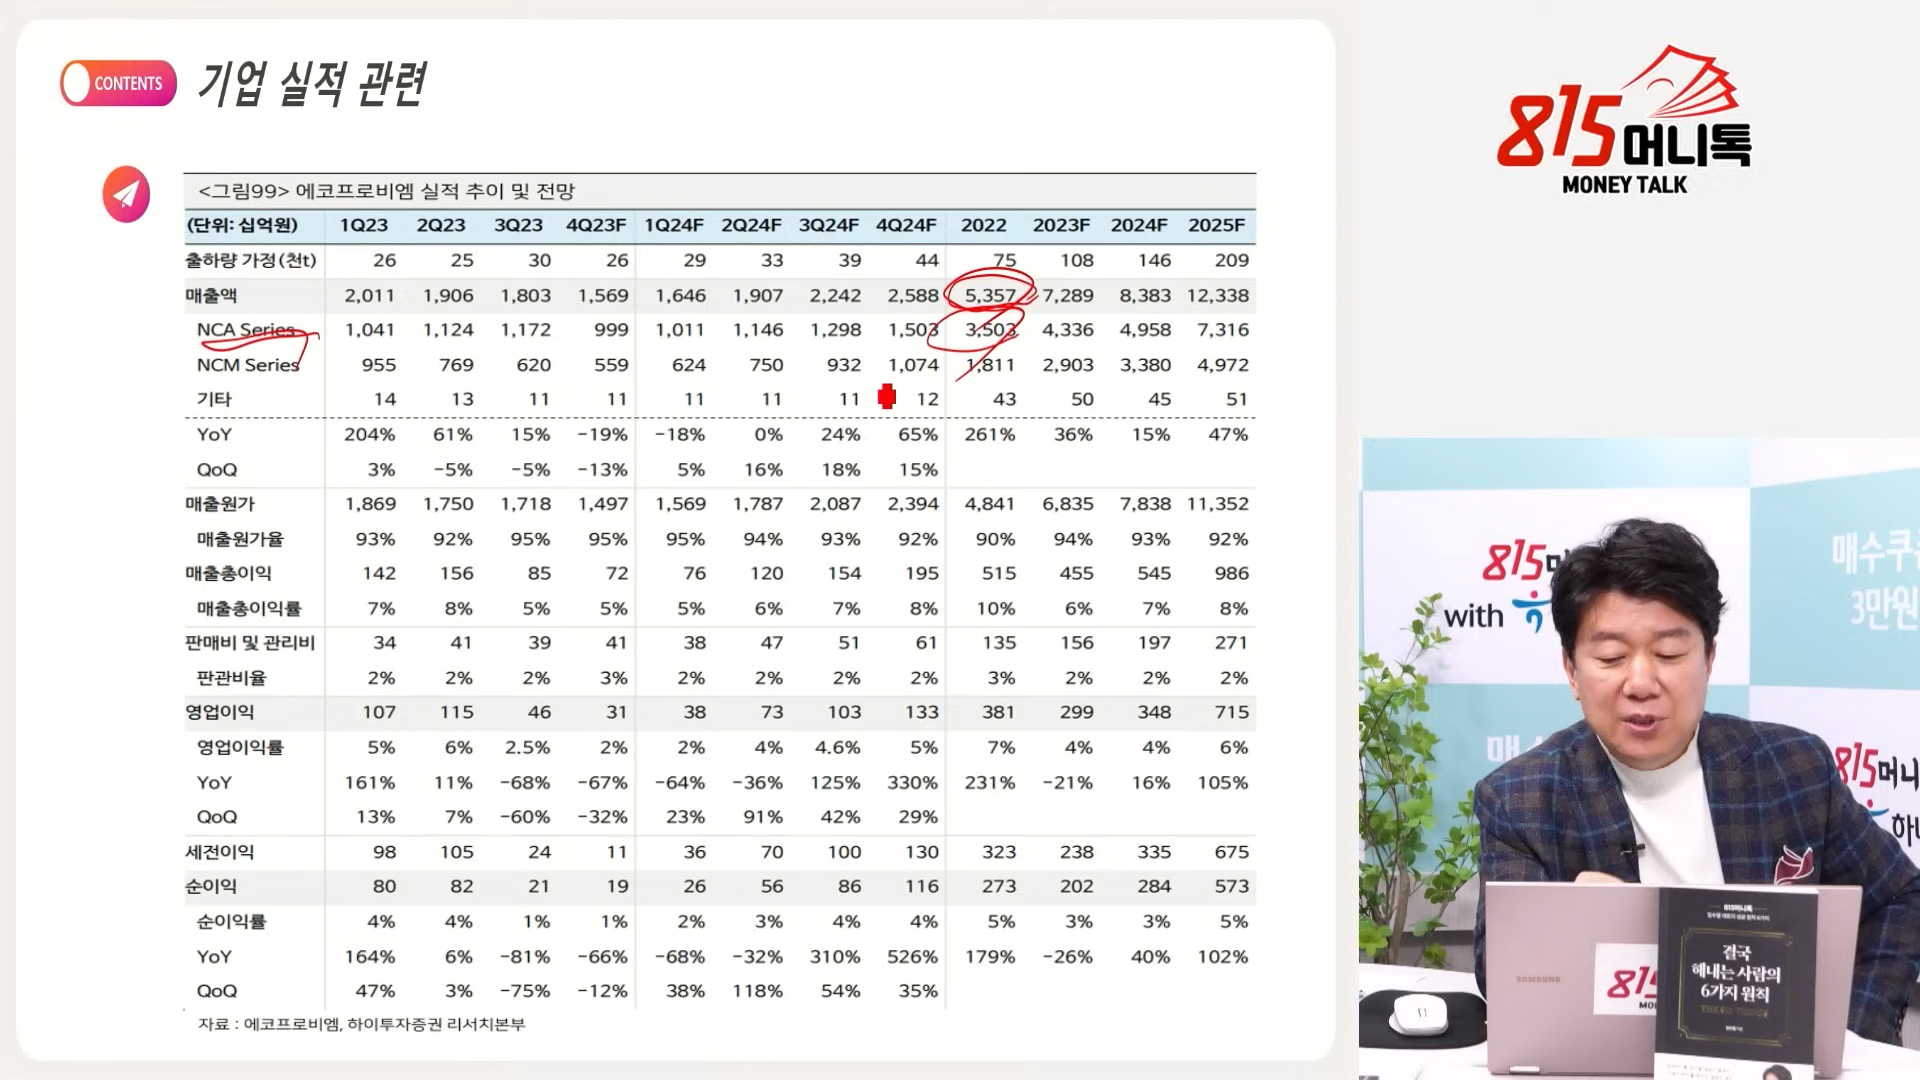 CONTENTS 기업 실적 관련
<그림99> 에코프로비엠 실적 추이 및 전망
(단위: 십억원) 1Q23 2Q23 3Q23 4Q23F 1Q24F 2Q24F 3Q24F 4Q24F 2022 2023F 2024F 2025F
출하량 가정(천t) 26 25 30 26 29 33 39 44 75 108 146 209
매출액 2,011 1,906 1,803 1,569 1,646 1,907 2,242 2,588 5,357 7,289 8,383 12,338
NCA Series 1,041 1,124 1,172 999 1,011 1,146 1,298 1,503 3,503 4,336 4,958 7,316
NCM Series 955 769 620 559 624 750 932 1,074 1,811 2,903 3,380 4,972
기타 14 13 11 11 11 11 11 12 43 50 45 51
YoY 204% 61% 15% -19% -18% 0% 24% 65% 261% 36% 15% 47%
QoQ 3% -5% -5% -13% 5% 16% 18% 15%
매출원가 1,869 1,750 1,718 1,497 1,569 1,787 2,087 2,394 4,841 6,835 7,838 11,352
매출원가율 93% 92% 95% 95% 95% 94% 93% 92% 90% 94% 93% 92%
매출총이익 142 156 85 72 76 120 154 195 515 455 545 986
매출총이익률 7% 8% 5% 5% 5% 6% 7% 8% 10% 6% 7% 8%
판매비 및 관리비 34 41 39 41 38 47 51 61 135 156 197 271
판관비율 2% 2% 2% 3% 2% 2% 2% 2% 3% 2% 2% 2%
영업이익 107 115 46 31 38 73 103 133 381 299 348 715
영업이익률 5% 6% 2.5% 2% 2% 4% 4.6% 5% 7% 4% 4% 6%
YoY 161% 11% -68% -67% -64% -36% 125% 330% 231% -21% 16% 105%
QoQ 13% 7% -60% -32% 23% 91% 42% 29%
세전이익 98 105 24 11 36 70 100 130 323 238 335 675
순이익 80 82 21 19 26 56 86 116 273 202 284 573
순이익률 4% 4% 1% 1% 2% 3% 4% 4% 5% 3% 3% 5%
YoY 164% 6% -81% -66% -68% -32% 310% 526% 179% -26% 40% 102%
QoQ 47% 3% -75% -12% 38% 118% 54% 35%
자료 : 에코프로비엠, 하이투자증권 리서치본부
815머니톡
MONEY TALK
815머
with
매수쿠
3만원
매수
815머니
하나
SAMSUNG
815
815머니톡
결국
해내는 사람의
6가지 원칙
THE SIX THINGS